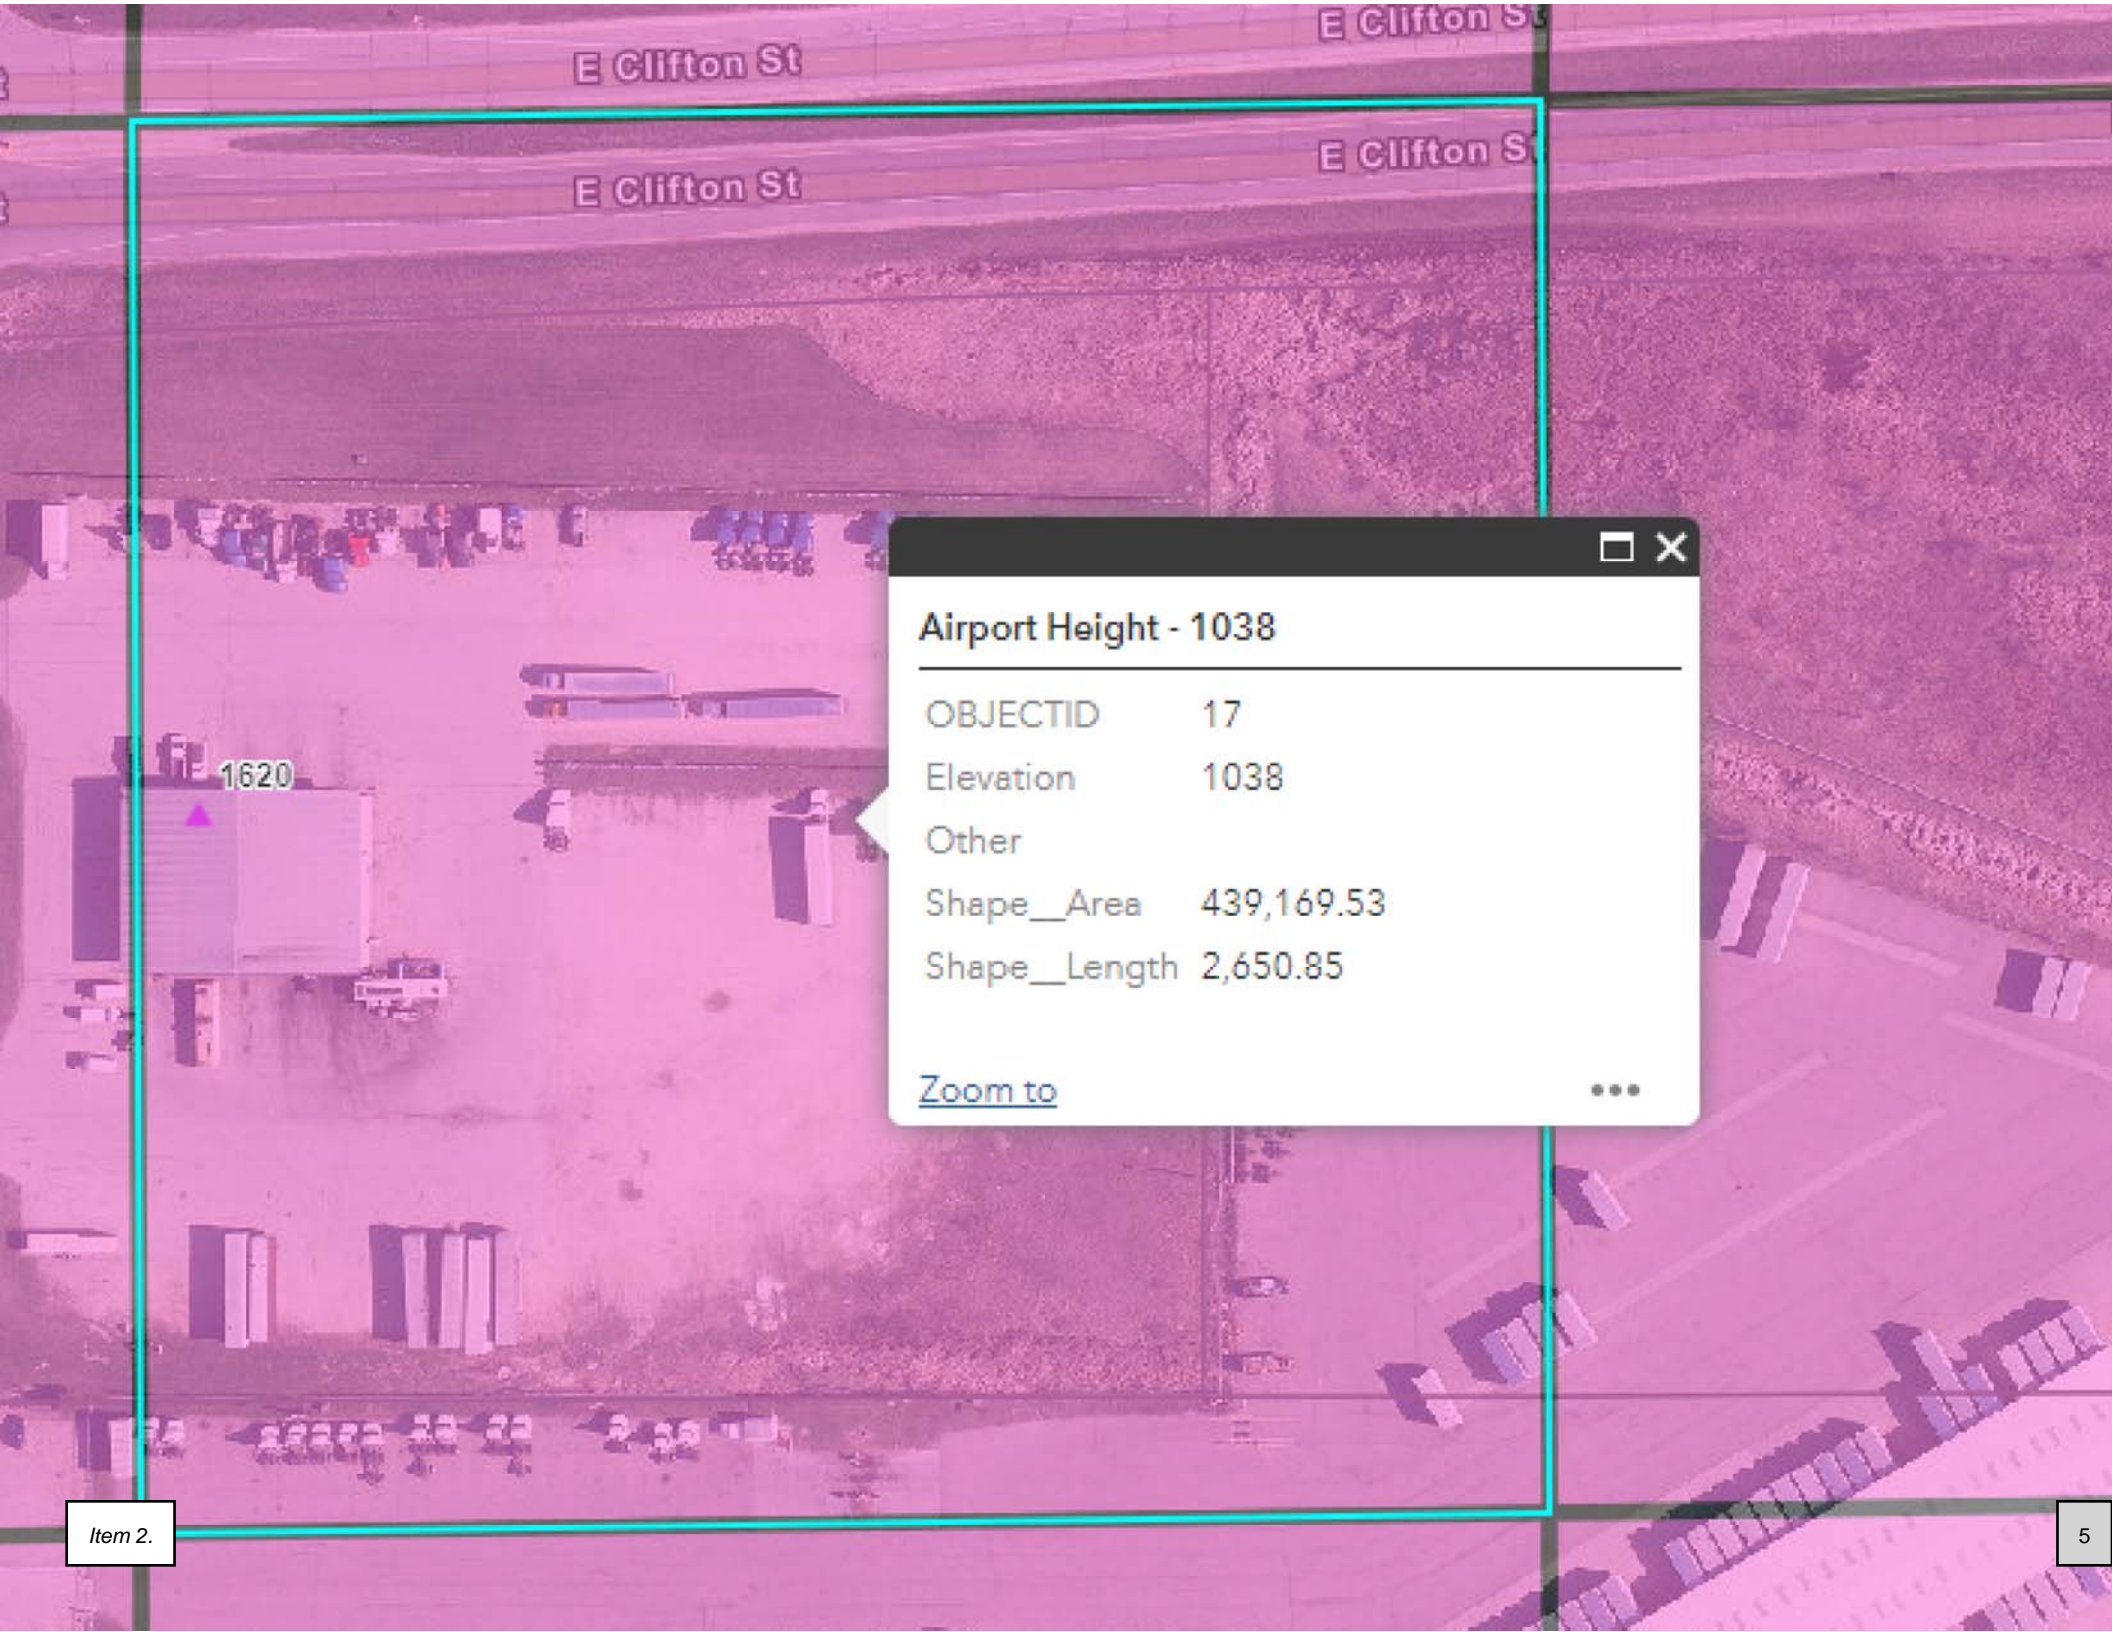 E Clifton St
E Clifton St
E Clifton St
E Clifton St
Airport Height - 1038
OBJECTID 17
Elevation 1038
1620
Other
Shape__Area 439,169.53
Shape__Length 2,650.85
Zoom to
Item 2.
5